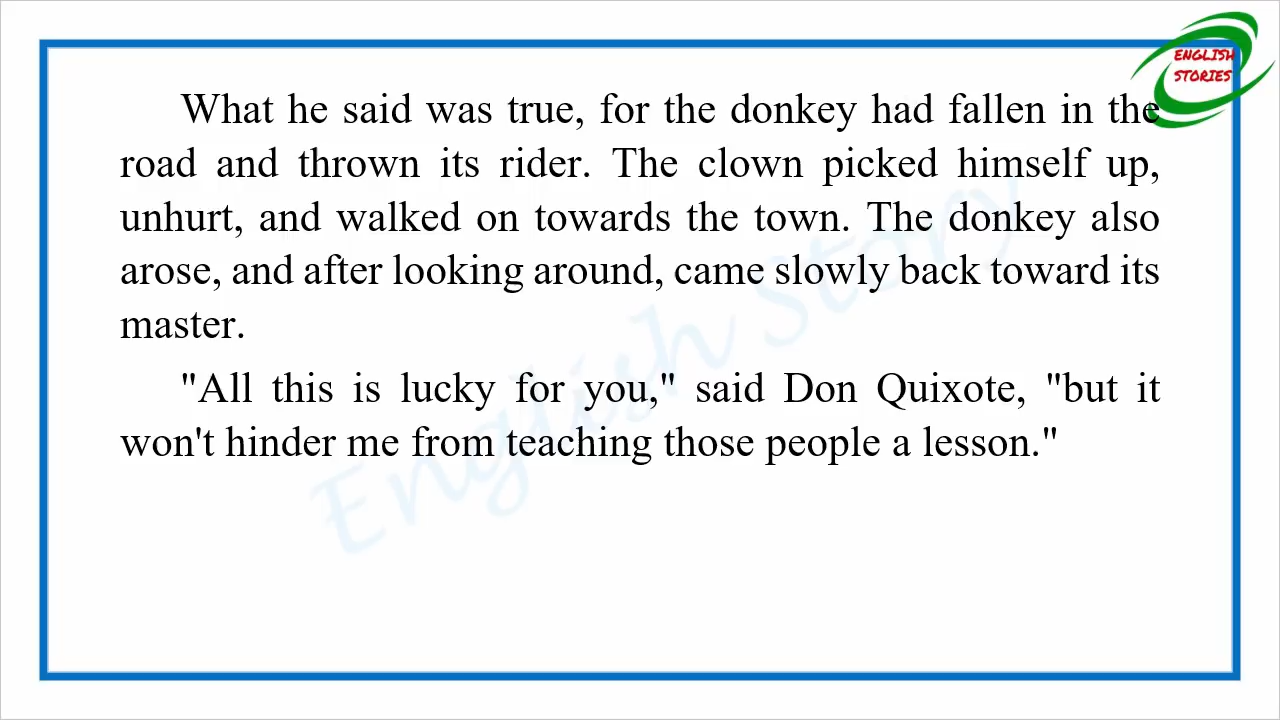 ENGLISH
STORIES
What he said was true, for the donkey had fallen in the
road and thrown its rider. The clown picked himself up,
unhurt, and walked on towards the town. The donkey also
arose, and after looking around, came slowly back toward its
master.
"All this is lucky for you," said Don Quixote, "but it
won't hinder me from teaching those people a lesson."
English Story